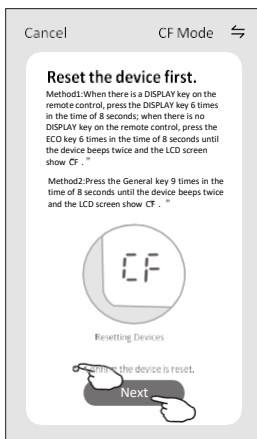 Cancel CF Mode
Reset the device first.
Method1:When there is a DISPLAY key on the
remote control, press the DISPLAY key 6 times
in the time of 8 seconds; when there is no
DISPLAY key on the remote control, press the
ECO key 6 times in the time of 8 seconds until
the device beeps twice and the LCD screen
show CF . "
Method2:Press the General key 9 times in the
time of 8 seconds until the device beeps twice
and the LCD screen show CF . "
CF
Resetting Devices
the device is reset.
Next